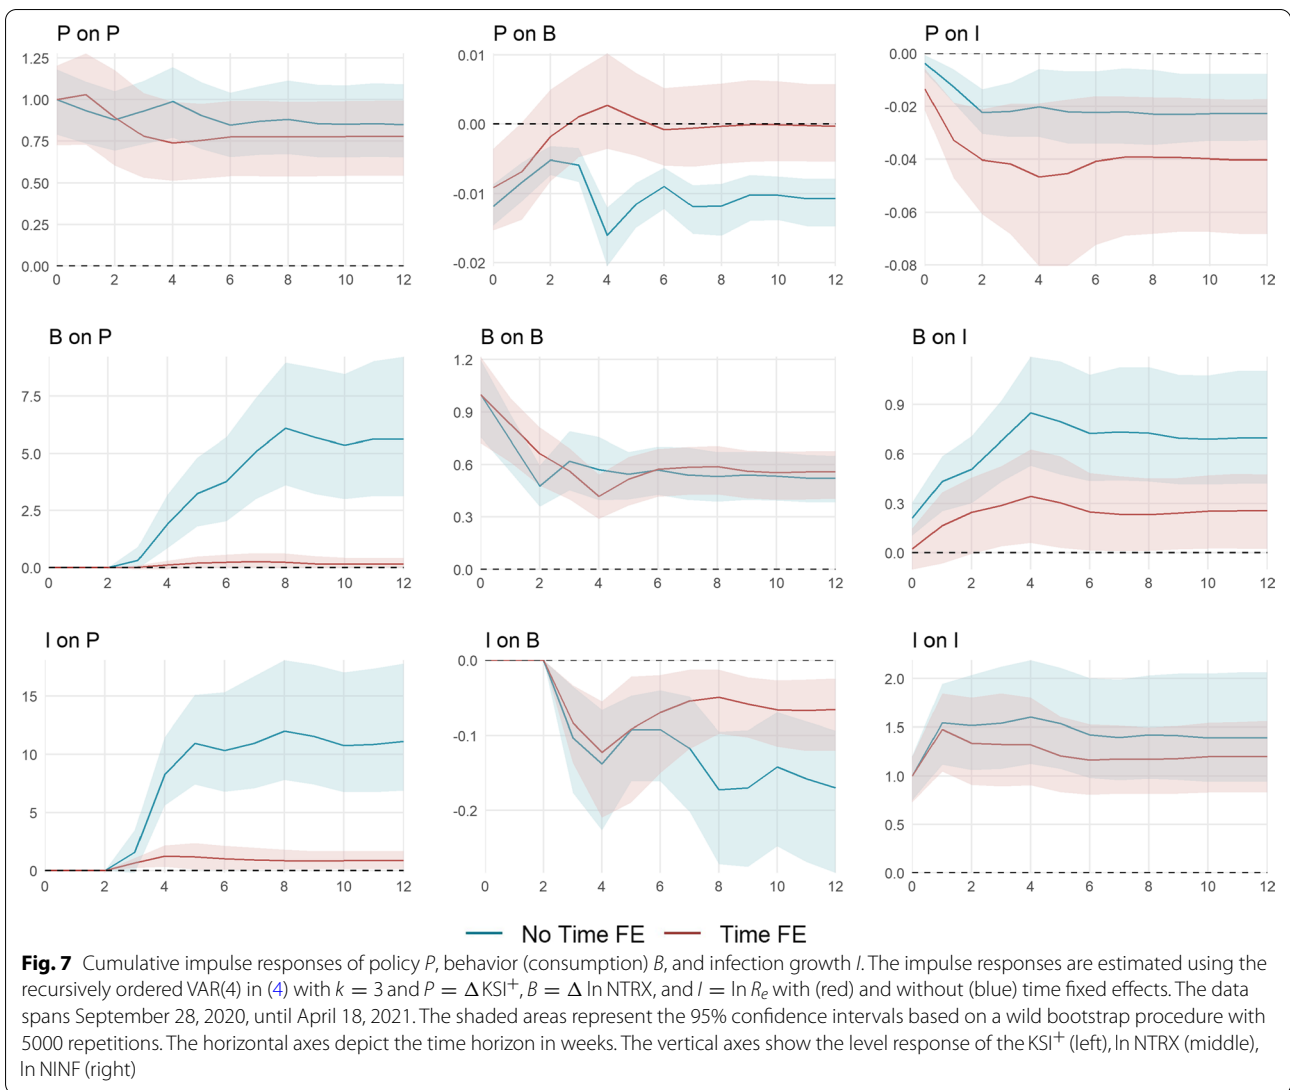 P on P
P on B
P on I
1.25
1.00
0.75
0.50
0.25
0.00
0 2 4 6 8 10 12
0.01
0.00
-0.01
-0.02
0 2 4 6 8 10 12
0.00
-0.02
-0.04
-0.06
-0.08
0 2 4 6 8 10 12
B on P
B on B
B on I
7.5
5.0
2.5
0.0
0 2 4 6 8 10 12
1.2
0.9
0.6
0.3
0.0
0 2 4 6 8 10 12
0.9
0.6
0.3
0.0
0 2 4 6 8 10 12
I on P
I on B
I on I
15
10
5
0
0 2 4 6 8 10 12
0.0
-0.1
-0.2
0 2 4 6 8 10 12
2.0
1.5
1.0
0.5
0.0
0 2 4 6 8 10 12
No Time FE Time FE
Fig. 7 Cumulative impulse responses of policy P, behavior (consumption) B, and infection growth I. The impulse responses are estimated using the
recursively ordered VAR(4) in (4) with k = 3 and P = ΔKSI⁺, B = Δ ln NTRX, and I = ln Rₑ with (red) and without (blue) time fixed effects. The data
spans September 28, 2020, until April 18, 2021. The shaded areas represent the 95% confidence intervals based on a wild bootstrap procedure with
5000 repetitions. The horizontal axes depict the time horizon in weeks. The vertical axes show the level response of the KSI⁺ (left), ln NTRX (middle),
ln NINF (right)